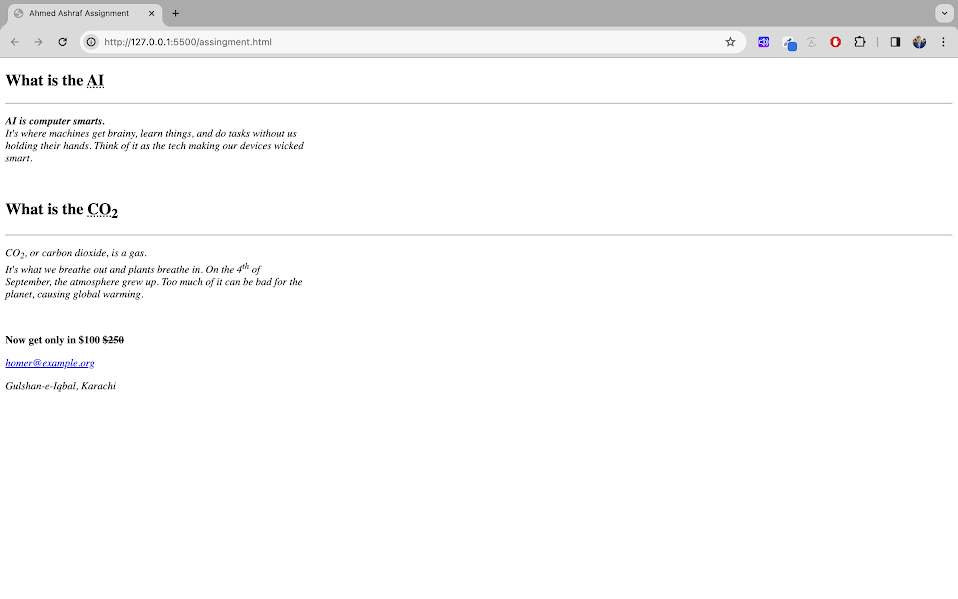 Ahmed Ashraf Assignment
http://127.0.0.1:5500/assingment.html
What is the AI
AI is computer smarts.
It's where machines get brainy, learn things, and do tasks without us
holding their hands. Think of it as the tech making our devices wicked
smart.
What is the CO2
CO2, or carbon dioxide, is a gas.
It's what we breathe out and plants breathe in. On the 4th of
September, the atmosphere grew up. Too much of it can be bad for the
planet, causing global warming.
Now get only in $100 $250
homer@example.org
Gulshan-e-Iqbal, Karachi